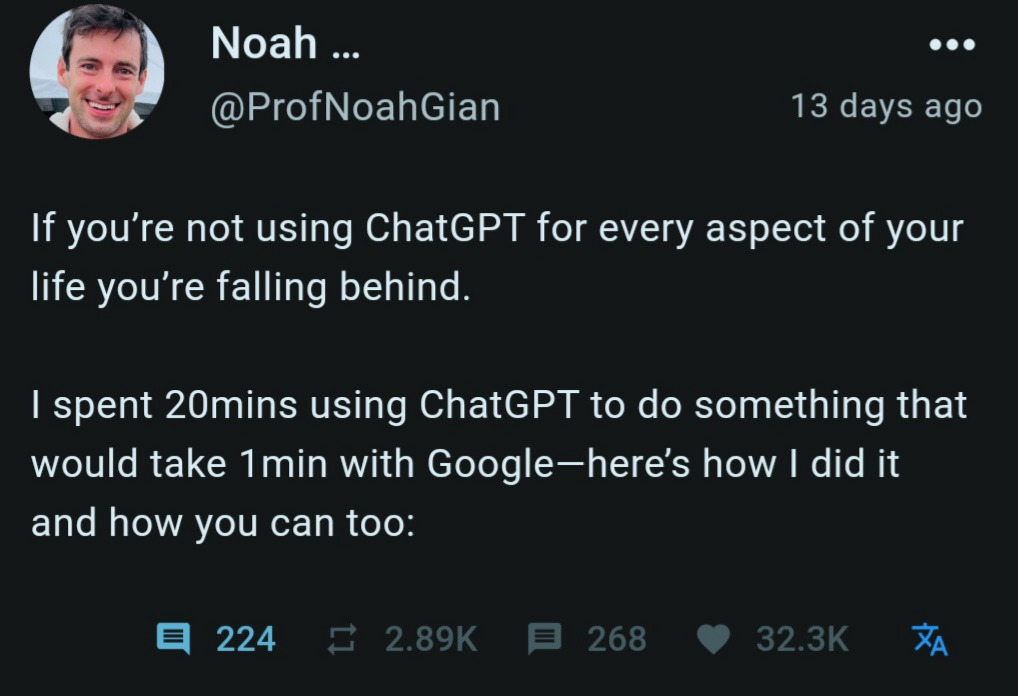 Noah ...
@ProfNoahGian
13 days ago
If you’re not using ChatGPT for every aspect of your
life you’re falling behind.
I spent 20mins using ChatGPT to do something that
would take 1min with Google—here’s how I did it
and how you can too:
224 2.89K 268 32.3K